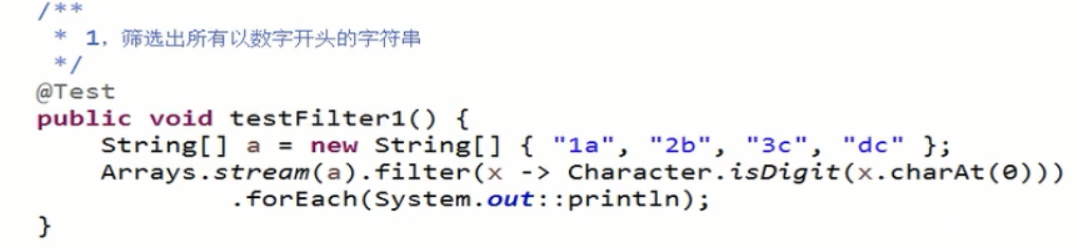 /**
 * 1，筛选出所有以数字开头的字符串
 */
@Test
public void testFilter1() {
    String[] a = new String[] { "1a", "2b", "3c", "dc" };
    Arrays.stream(a).filter(x -> Character.isDigit(x.charAt(0)))
            .forEach(System.out::println);
}